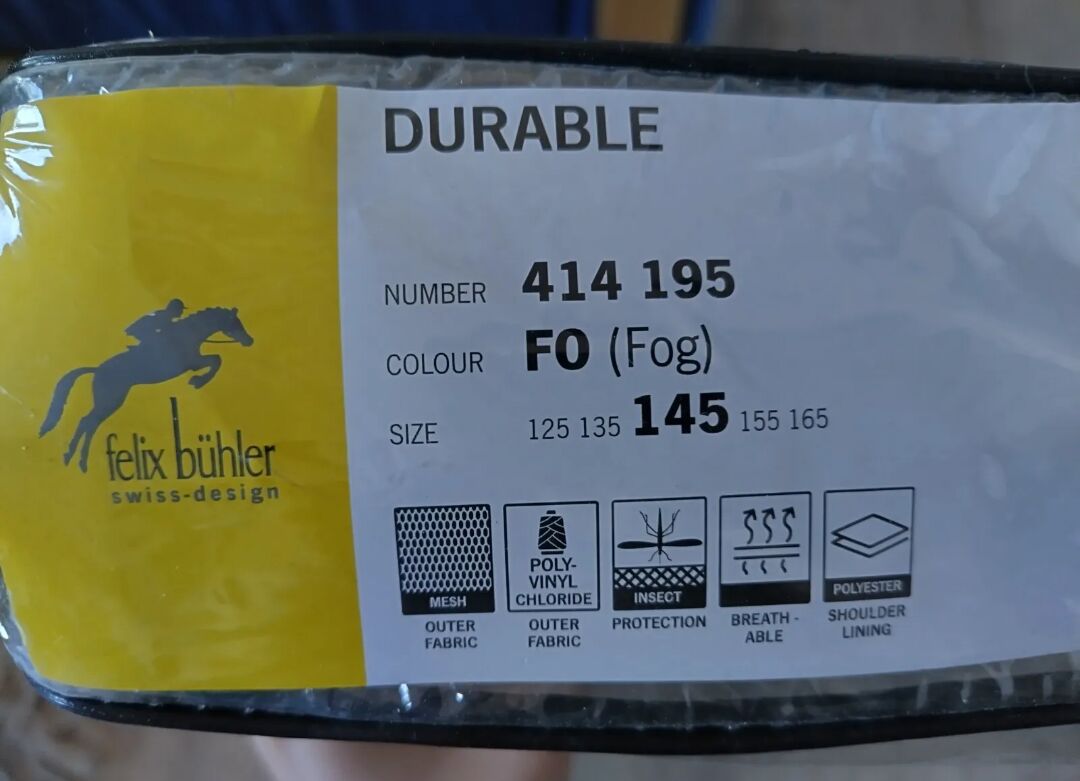 DURABLE
NUMBER 414 195
COLOUR FO (Fog)
SIZE 125 135 145 155 165
felix bühler
swiss-design
MESH
OUTER
FABRIC
POLY-
VINYL
CHLORIDE
OUTER
FABRIC
INSECT
PROTECTION
BREATH-
ABLE
POLYESTER
SHOULDER
LINING